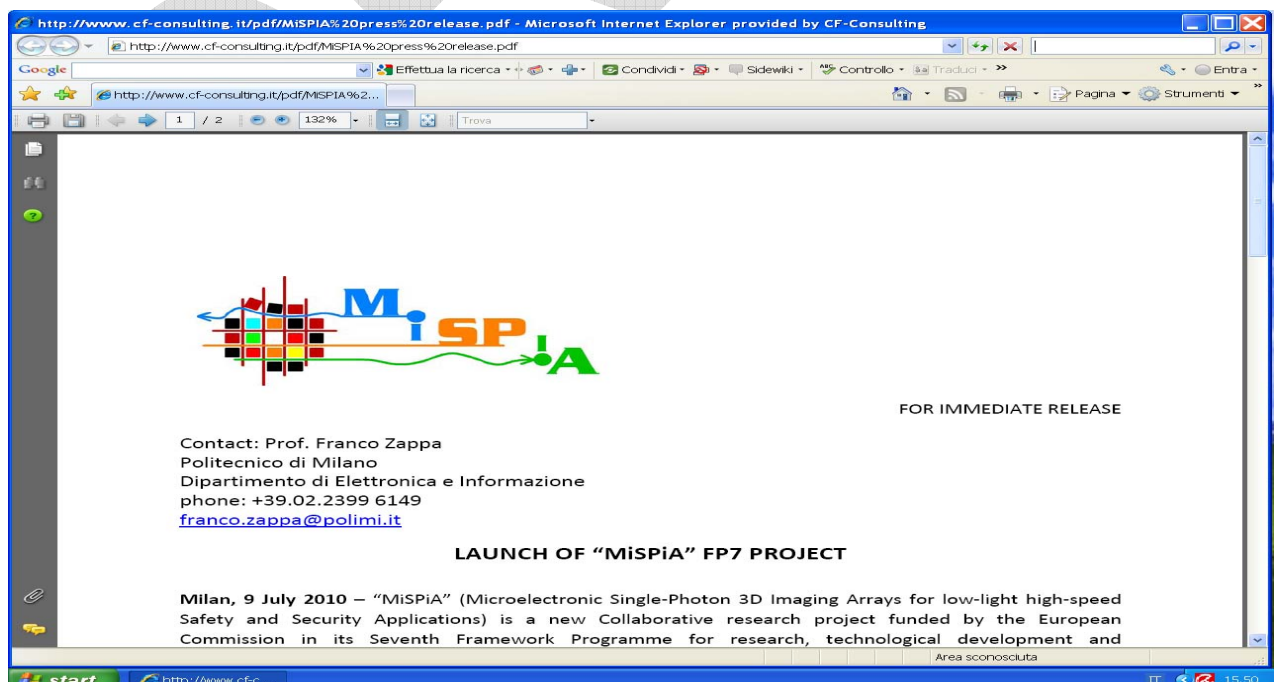 http://www.cf-consulting.it/pdf/MiSPIA%20press%20release.pdf - Microsoft Internet Explorer provided by CF-Consulting
http://www.cf-consulting.it/pdf/MiSPIA%20press%20release.pdf
Google Effettua la ricerca Condividi Sidewiki Controllo Traduci » Entra
http://www.cf-consulting.it/pdf/MiSPIA%2... Pagina Strumenti »
1 / 2 132% Trova
MiSPiA
FOR IMMEDIATE RELEASE
Contact: Prof. Franco Zappa
Politecnico di Milano
Dipartimento di Elettronica e Informazione
phone: +39.02.2399 6149
franco.zappa@polimi.it
LAUNCH OF “MiSPiA” FP7 PROJECT
Milan, 9 July 2010 – “MiSPiA” (Microelectronic Single-Photon 3D Imaging Arrays for low-light high-speed
Safety and Security Applications) is a new Collaborative research project funded by the European
Commission in its Seventh Framework Programme for research, technological development and
Area sconosciuta
start http://www.cf-c... IT 15.50